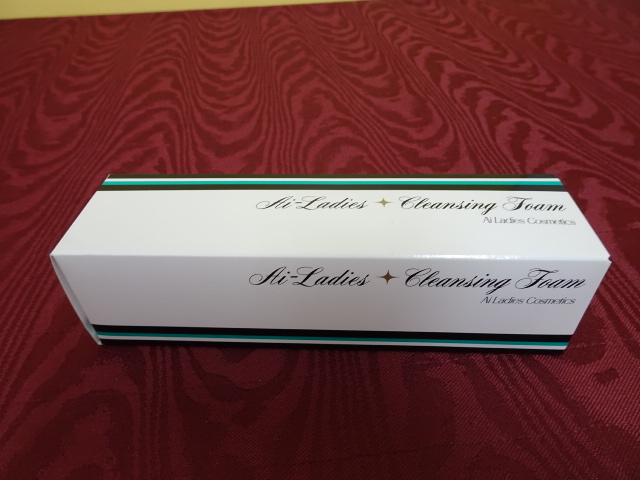 Ai-Ladies Cleansing Foam
Ai Ladies Cosmetics
Ai-Ladies Cleansing Foam
Ai Ladies Cosmetics